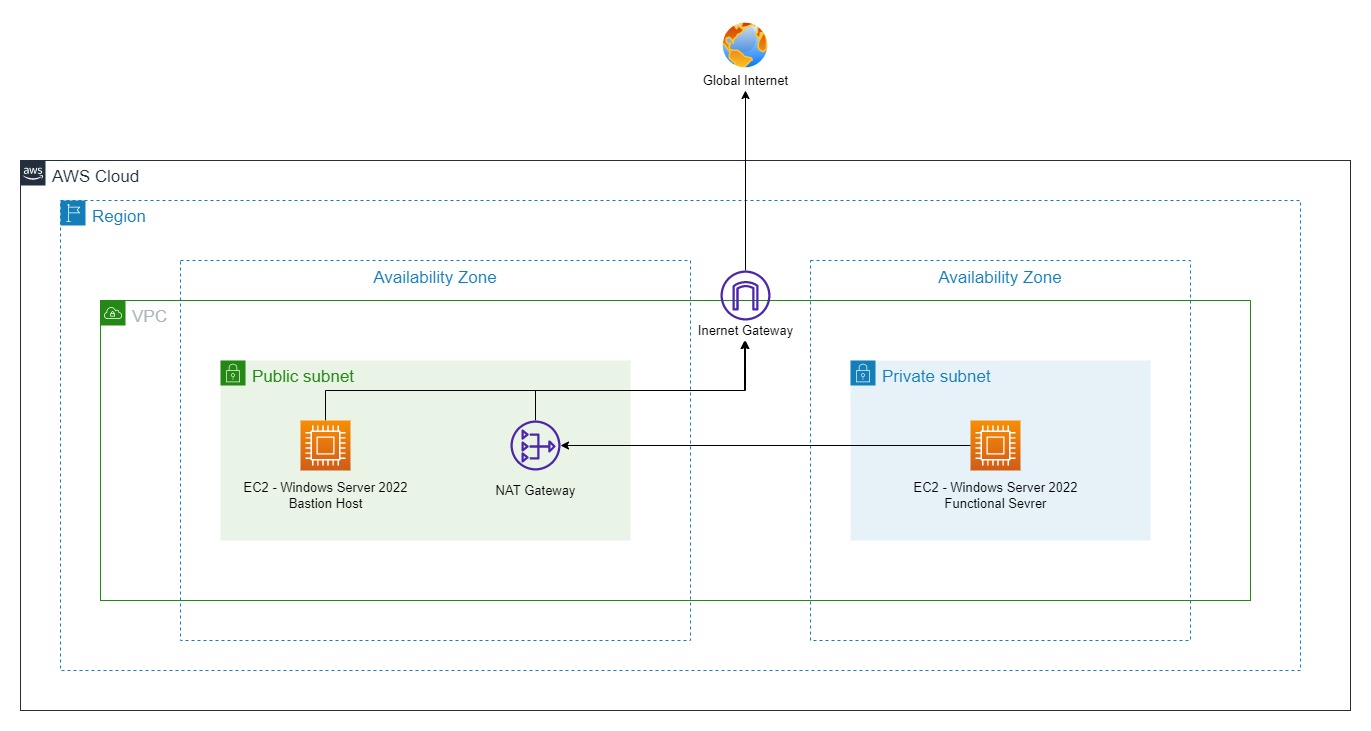 Global Internet
aws
AWS Cloud
Region
Availability Zone
Availability Zone
VPC
Inernet Gateway
Public subnet
Private subnet
EC2 - Windows Server 2022
Bastion Host
NAT Gateway
EC2 - Windows Server 2022
Functional Sevrer